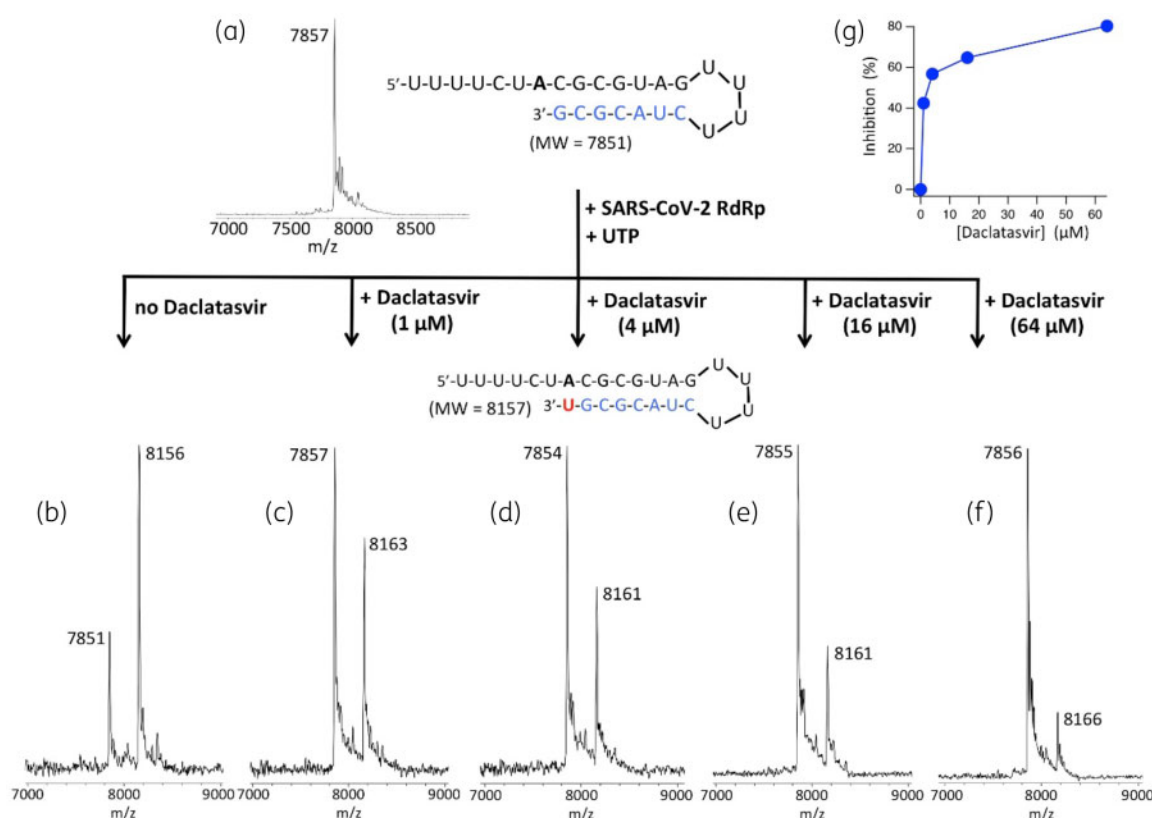 (a)
7857
7000 7500 8000 8500
m/z
5'-U-U-U-U-C-U-A-C-G-C-G-U-A-G
U
U
U
U
3'-G-C-G-C-A-U-C
(MW = 7851)
(g)
Inhibition (%)
80
60
40
20
0
0 10 20 30 40 50 60
[Daclatasvir] (μM)
+ SARS-CoV-2 RdRp
+ UTP
no Daclatasvir
+ Daclatasvir
(1 μM)
+ Daclatasvir
(4 μM)
+ Daclatasvir
(16 μM)
+ Daclatasvir
(64 μM)
5'-U-U-U-U-C-U-A-C-G-C-G-U-A-G
U
U
U
U
(MW = 8157) 3'-U-G-C-G-C-A-U-C
(b)
7851
8156
7000 8000 9000
m/z
(c)
7857
8163
7000 8000 9000
m/z
(d)
7854
8161
7000 8000 9000
m/z
(e)
7855
8161
7000 8000 9000
m/z
(f)
7856
8166
7000 8000 9000
m/z